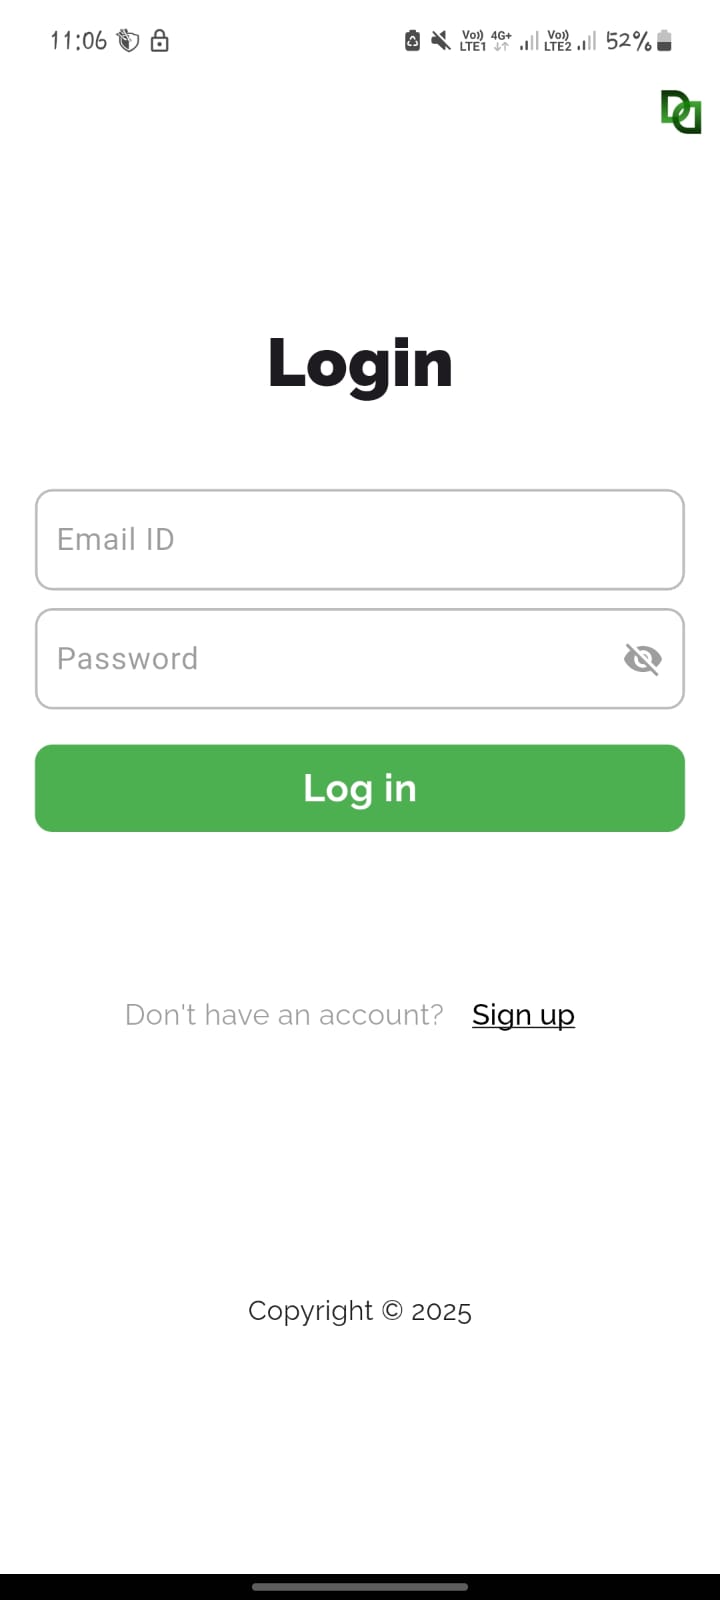 11:06 Vo)) LTE1 4G+ Vo)) LTE2 52%
Login
Email ID
Password
Log in
Don't have an account? Sign up
Copyright © 2025